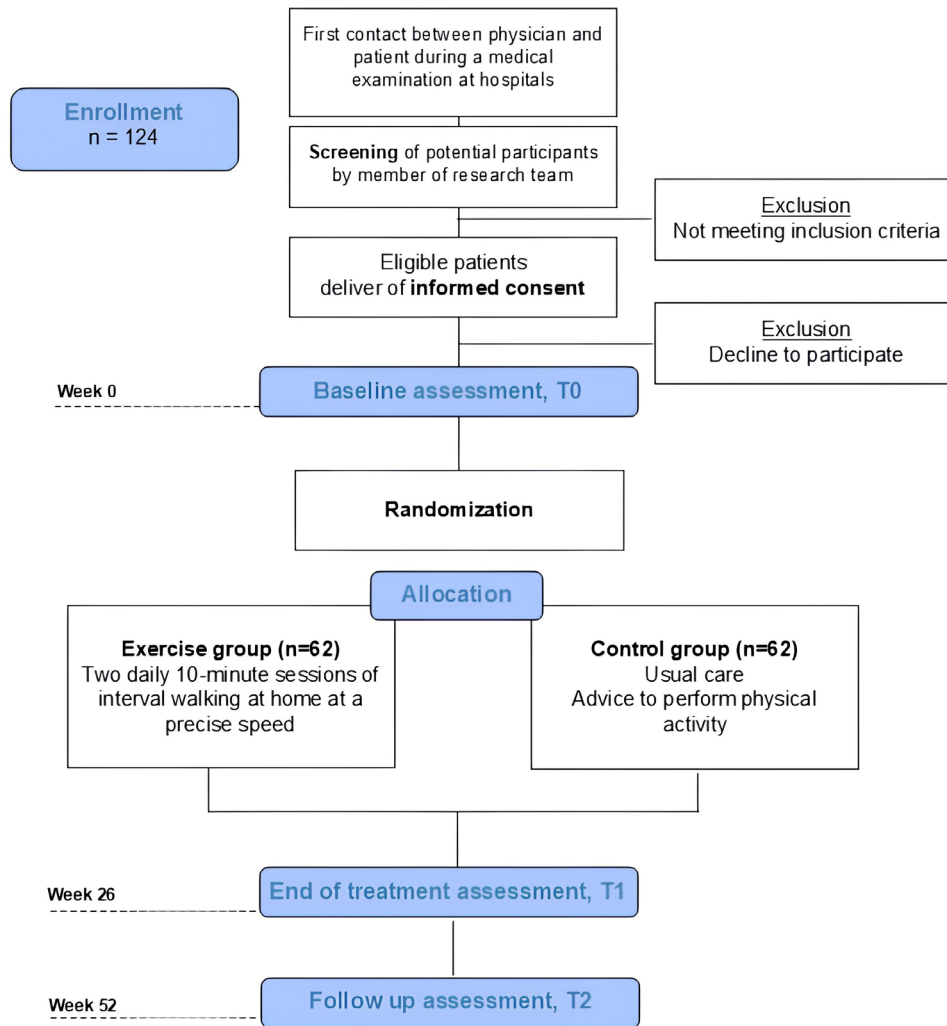 First contact between physician and
patient during a medical
examination at hospitals
Enrollment
n = 124
Screening of potential participants
by member of research team
Exclusion
Not meeting inclusion criteria
Eligible patients
deliver of informed consent
Exclusion
Decline to participate
Week 0
Baseline assessment, T0
Randomization
Allocation
Exercise group (n=62)
Two daily 10-minute sessions of
interval walking at home at a
precise speed
Control group (n=62)
Usual care
Advice to perform physical
activity
Week 26
End of treatment assessment, T1
Week 52
Follow up assessment, T2